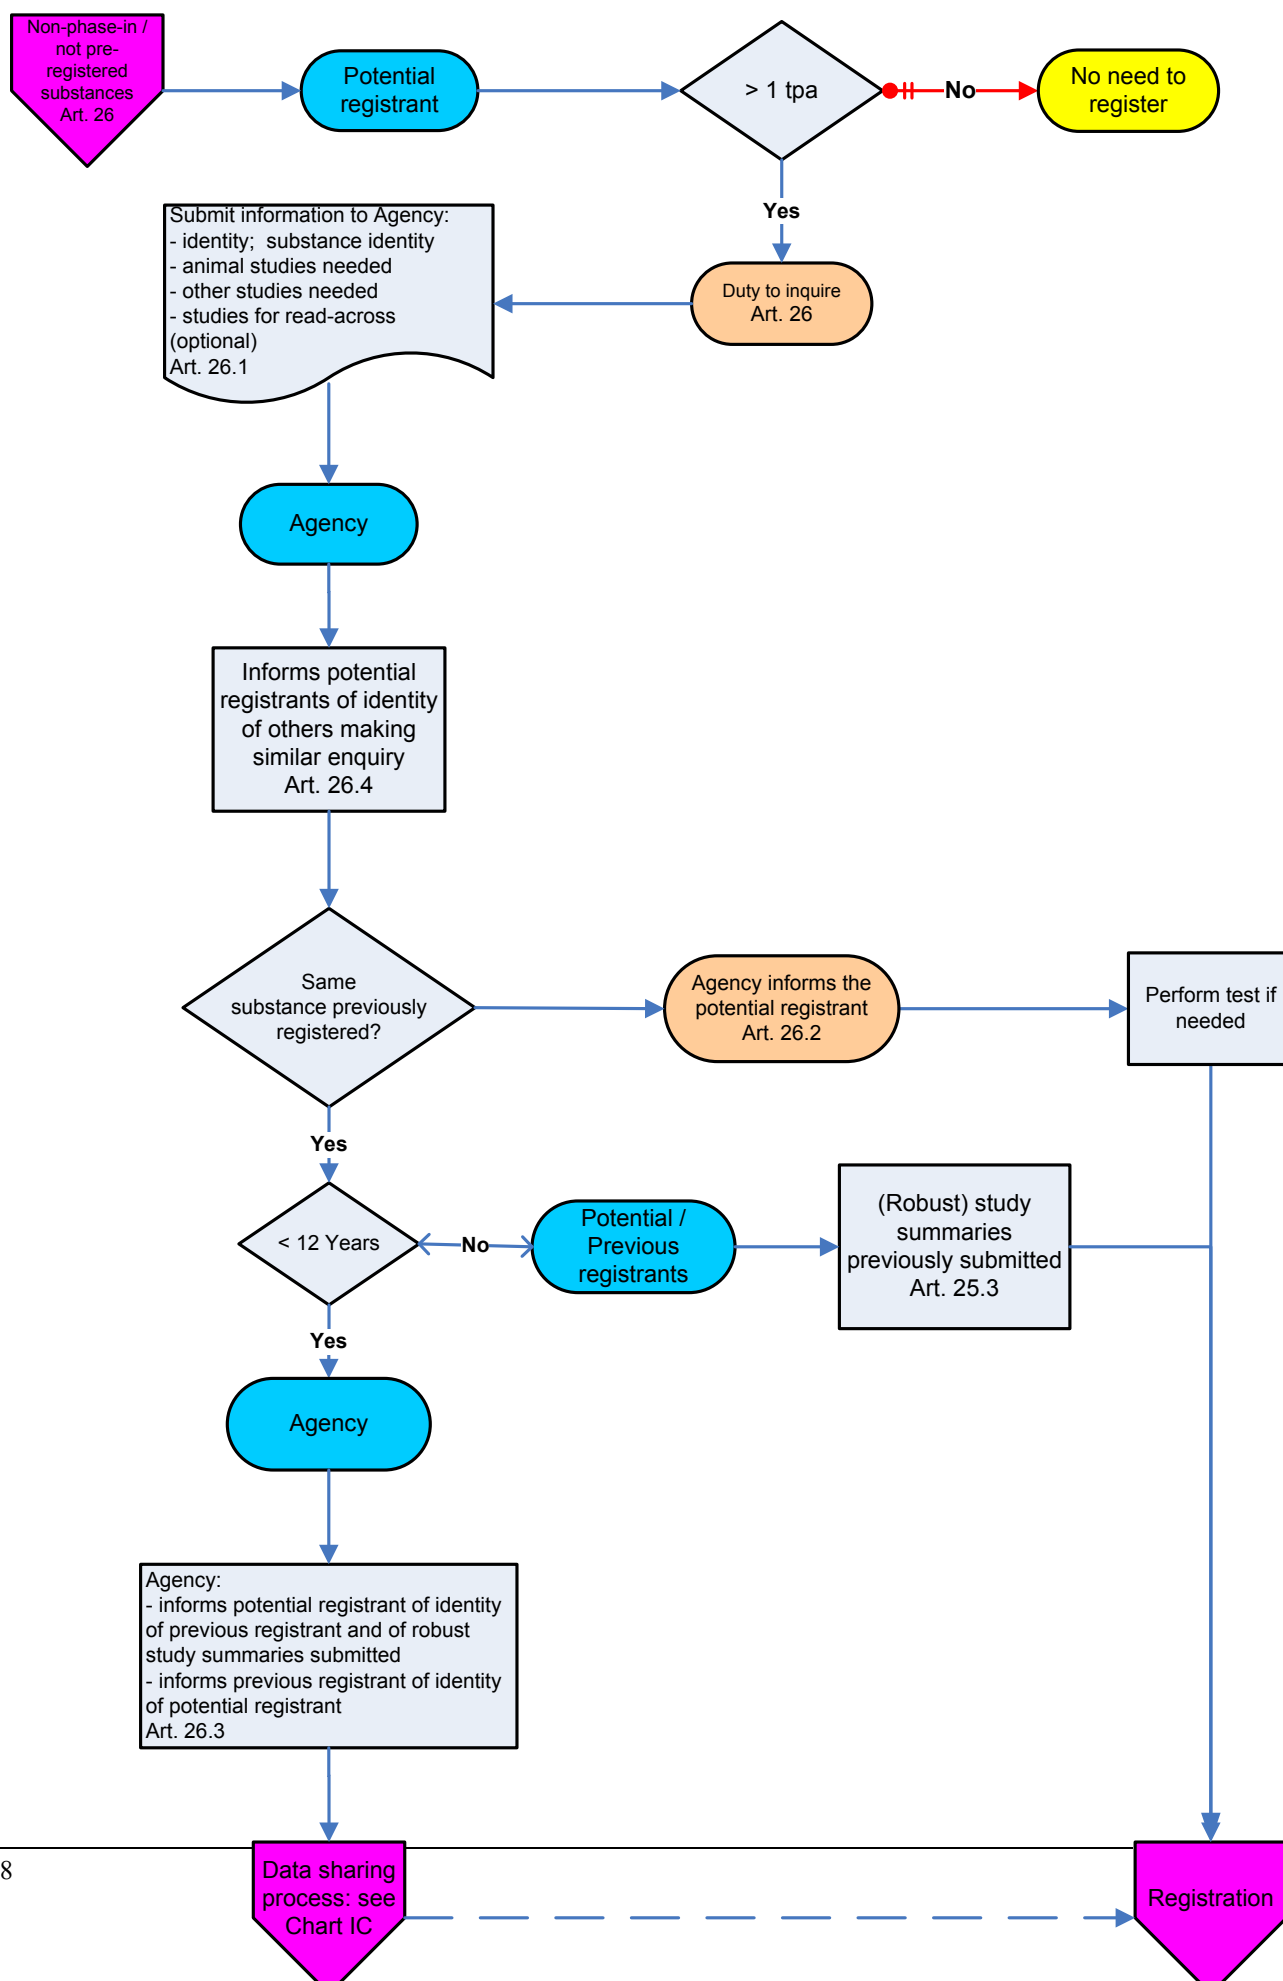 Non-phase-in /
not pre-
registered
substances
Art. 26
Potential
registrant
> 1 tpa
No
No need to
register
Yes
Submit information to Agency:
- identity;  substance identity
- animal studies needed
- other studies needed
- studies for read-across
(optional)
Art. 26.1
Duty to inquire
Art. 26
Agency
Informs potential
registrants of identity
of others making
similar enquiry
Art. 26.4
Same
substance previously
registered?
Agency informs the
potential registrant
Art. 26.2
Perform test if
needed
Yes
< 12 Years
No
Potential /
Previous
registrants
(Robust) study
summaries
previously submitted
Art. 25.3
Yes
Agency
Agency:
- informs potential registrant of identity
of previous registrant and of robust
study summaries submitted
- informs previous registrant of identity
of potential registrant
Art. 26.3
8
Data sharing
process: see
Chart IC
Registration